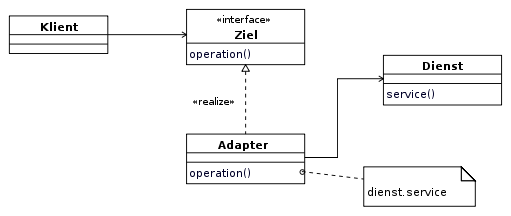 Klient
«interface»
Ziel
operation()
Dienst
service()
«realize»
Adapter
operation()
dienst.service